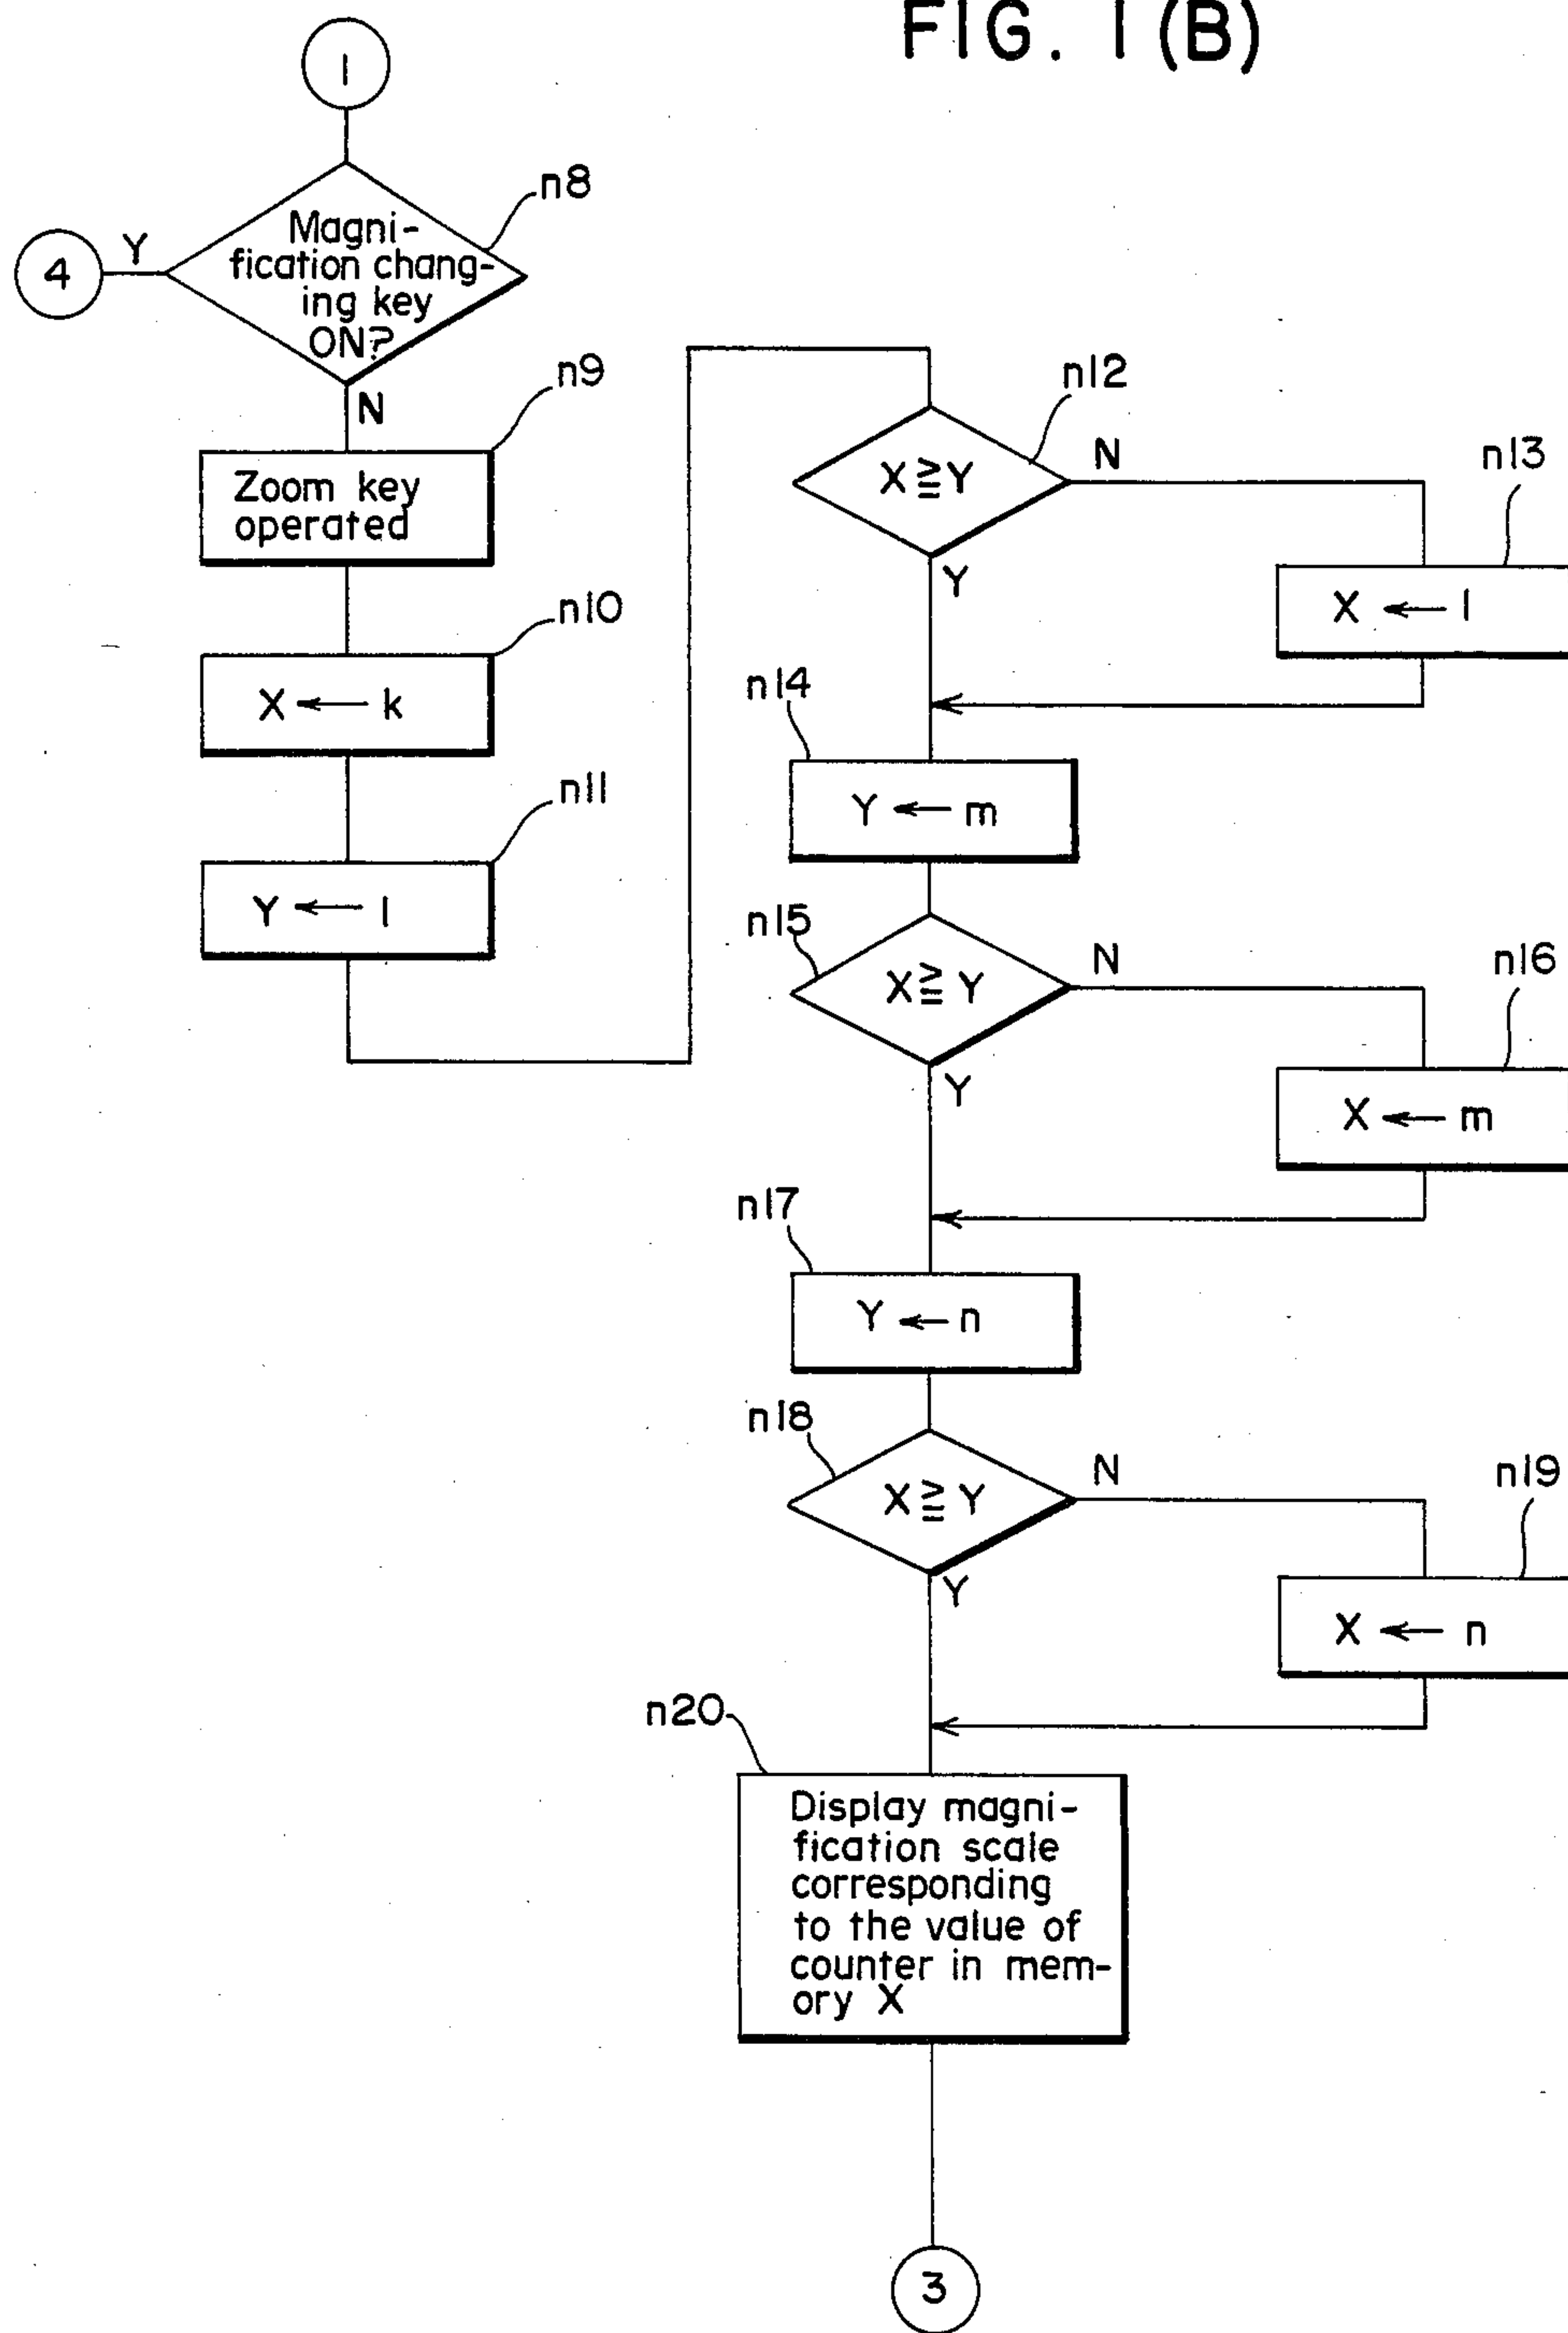 FIG. 1 (B)
1
n8
Magni-
fication chang-
ing key
ON?
Y
4
N
n9
Zoom key
operated
n10
X ← k
n11
Y ← l
n12
X ≧ Y
N
Y
n13
X ← l
n14
Y ← m
n15
X ≧ Y
N
Y
n16
X ← m
n17
Y ← n
n18
X ≧ Y
N
Y
n19
X ← n
n20
Display magni-
fication scale
corresponding
to the value of
counter in mem-
ory X
3